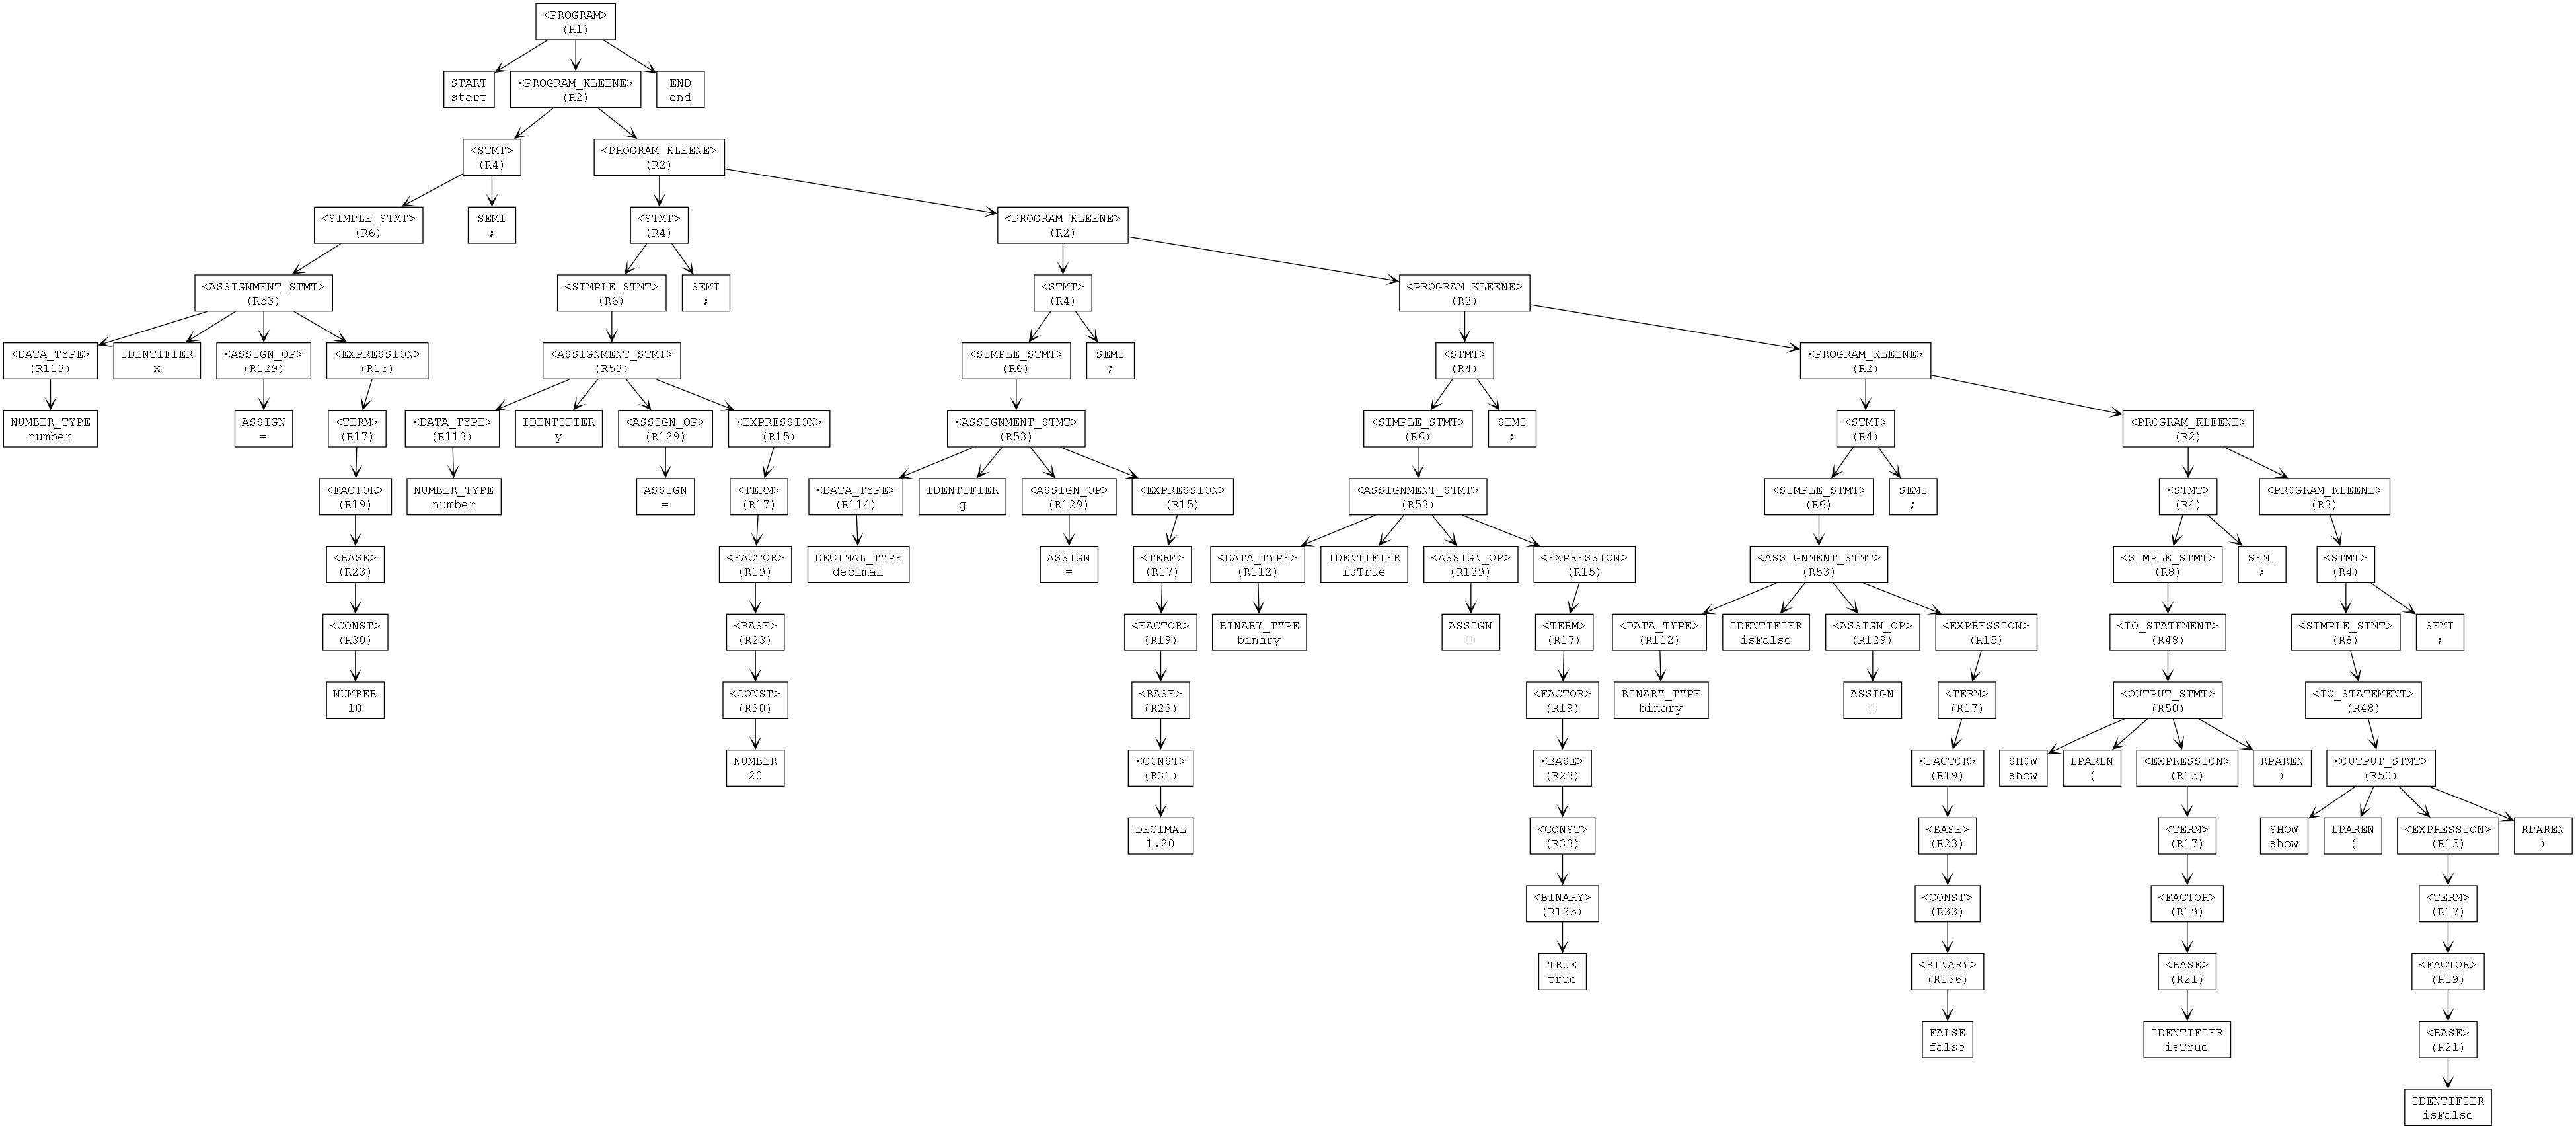 <PROGRAM>
(R1)
START
start
<PROGRAM_KLEENE>
(R2)
END
end
<STMT>
(R4)
<PROGRAM_KLEENE>
(R2)
<SIMPLE_STMT>
(R6)
SEMI
;
<STMT>
(R4)
<PROGRAM_KLEENE>
(R2)
<ASSIGNMENT_STMT>
(R53)
<SIMPLE_STMT>
(R6)
SEMI
;
<STMT>
(R4)
<PROGRAM_KLEENE>
(R2)
<DATA_TYPE>
(R113)
IDENTIFIER
x
<ASSIGN_OP>
(R129)
<EXPRESSION>
(R15)
<ASSIGNMENT_STMT>
(R53)
<SIMPLE_STMT>
(R6)
SEMI
;
<STMT>
(R4)
<PROGRAM_KLEENE>
(R2)
NUMBER_TYPE
number
ASSIGN
=
<TERM>
(R17)
<DATA_TYPE>
(R113)
IDENTIFIER
y
<ASSIGN_OP>
(R129)
<EXPRESSION>
(R15)
<ASSIGNMENT_STMT>
(R53)
<SIMPLE_STMT>
(R6)
SEMI
;
<STMT>
(R4)
<PROGRAM_KLEENE>
(R2)
<FACTOR>
(R19)
NUMBER_TYPE
number
ASSIGN
=
<TERM>
(R17)
<DATA_TYPE>
(R114)
IDENTIFIER
g
<ASSIGN_OP>
(R129)
<EXPRESSION>
(R15)
<ASSIGNMENT_STMT>
(R53)
<SIMPLE_STMT>
(R6)
SEMI
;
<STMT>
(R4)
<PROGRAM_KLEENE>
(R3)
<BASE>
(R23)
<FACTOR>
(R19)
DECIMAL_TYPE
decimal
ASSIGN
=
<TERM>
(R17)
<DATA_TYPE>
(R112)
IDENTIFIER
isTrue
<ASSIGN_OP>
(R129)
<EXPRESSION>
(R15)
<ASSIGNMENT_STMT>
(R53)
<SIMPLE_STMT>
(R8)
SEMI
;
<STMT>
(R4)
<CONST>
(R30)
<BASE>
(R23)
<FACTOR>
(R19)
BINARY_TYPE
binary
ASSIGN
=
<TERM>
(R17)
<DATA_TYPE>
(R112)
IDENTIFIER
isFalse
<ASSIGN_OP>
(R129)
<EXPRESSION>
(R15)
<IO_STATEMENT>
(R48)
<SIMPLE_STMT>
(R8)
SEMI
;
NUMBER
10
<CONST>
(R30)
<BASE>
(R23)
<FACTOR>
(R19)
BINARY_TYPE
binary
ASSIGN
=
<TERM>
(R17)
<OUTPUT_STMT>
(R50)
<IO_STATEMENT>
(R48)
NUMBER
20
<CONST>
(R31)
<BASE>
(R23)
<FACTOR>
(R19)
SHOW
show
LPAREN
(
<EXPRESSION>
(R15)
RPAREN
)
<OUTPUT_STMT>
(R50)
DECIMAL
1.20
<CONST>
(R33)
<BASE>
(R23)
<TERM>
(R17)
SHOW
show
LPAREN
(
<EXPRESSION>
(R15)
RPAREN
)
<BINARY>
(R135)
<CONST>
(R33)
<FACTOR>
(R19)
<TERM>
(R17)
TRUE
true
<BINARY>
(R136)
<BASE>
(R21)
<FACTOR>
(R19)
FALSE
false
IDENTIFIER
isTrue
<BASE>
(R21)
IDENTIFIER
isFalse